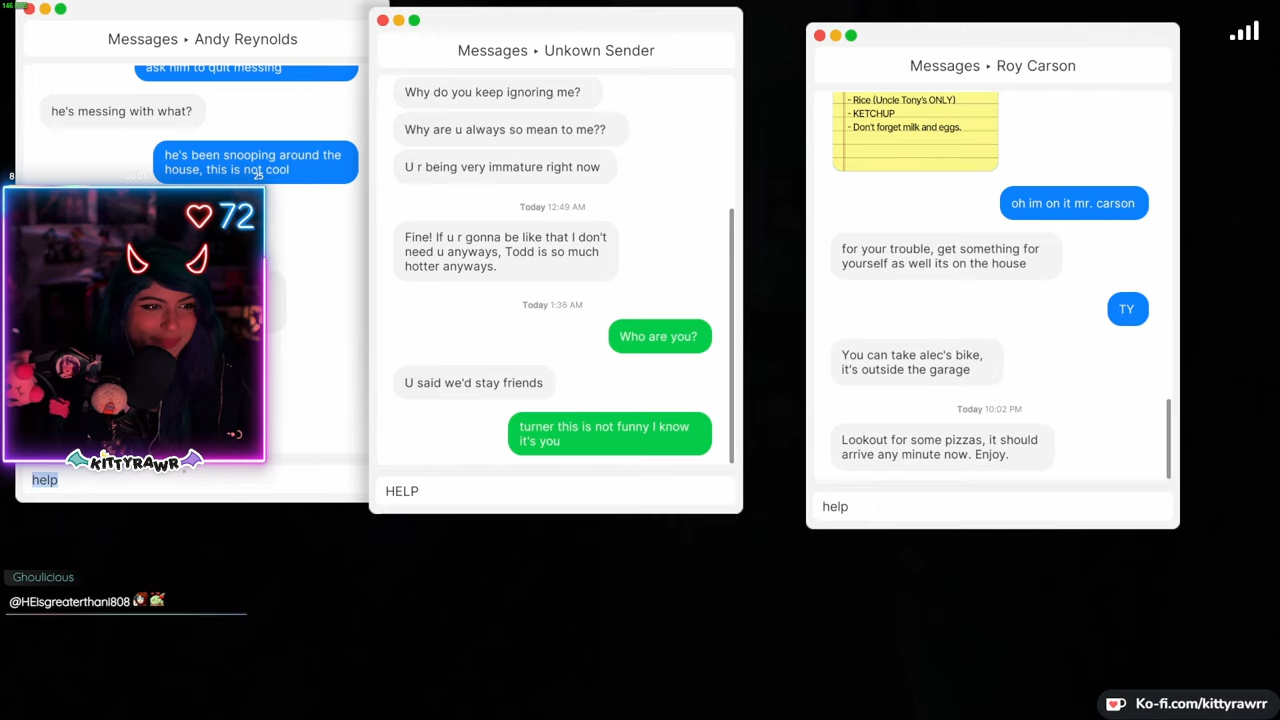 Messages ▸ Andy Reynolds
ask him to quit messing
he's messing with what?
he's been snooping around the
house, this is not cool
25
72
KITTYRAWR
help
Messages ▸ Unkown Sender
Why do you keep ignoring me?
Why are u always so mean to me??
U r being very immature right now
Today 12:49 AM
Fine! If u r gonna be like that I don't
need u anyways, Todd is so much
hotter anyways.
Today 1:36 AM
Who are you?
U said we'd stay friends
turner this is not funny I know
it's you
HELP
Messages ▸ Roy Carson
- Rice (Uncle Tony's ONLY)
- KETCHUP
- Don't forget milk and eggs.
oh im on it mr. carson
for your trouble, get something for
yourself as well its on the house
TY
You can take alec's bike,
it's outside the garage
Today 10:02 PM
Lookout for some pizzas, it should
arrive any minute now. Enjoy.
help
Ghoulicious
@HEIsgreaterthanI808
Ko-fi.com/kittyrawrr